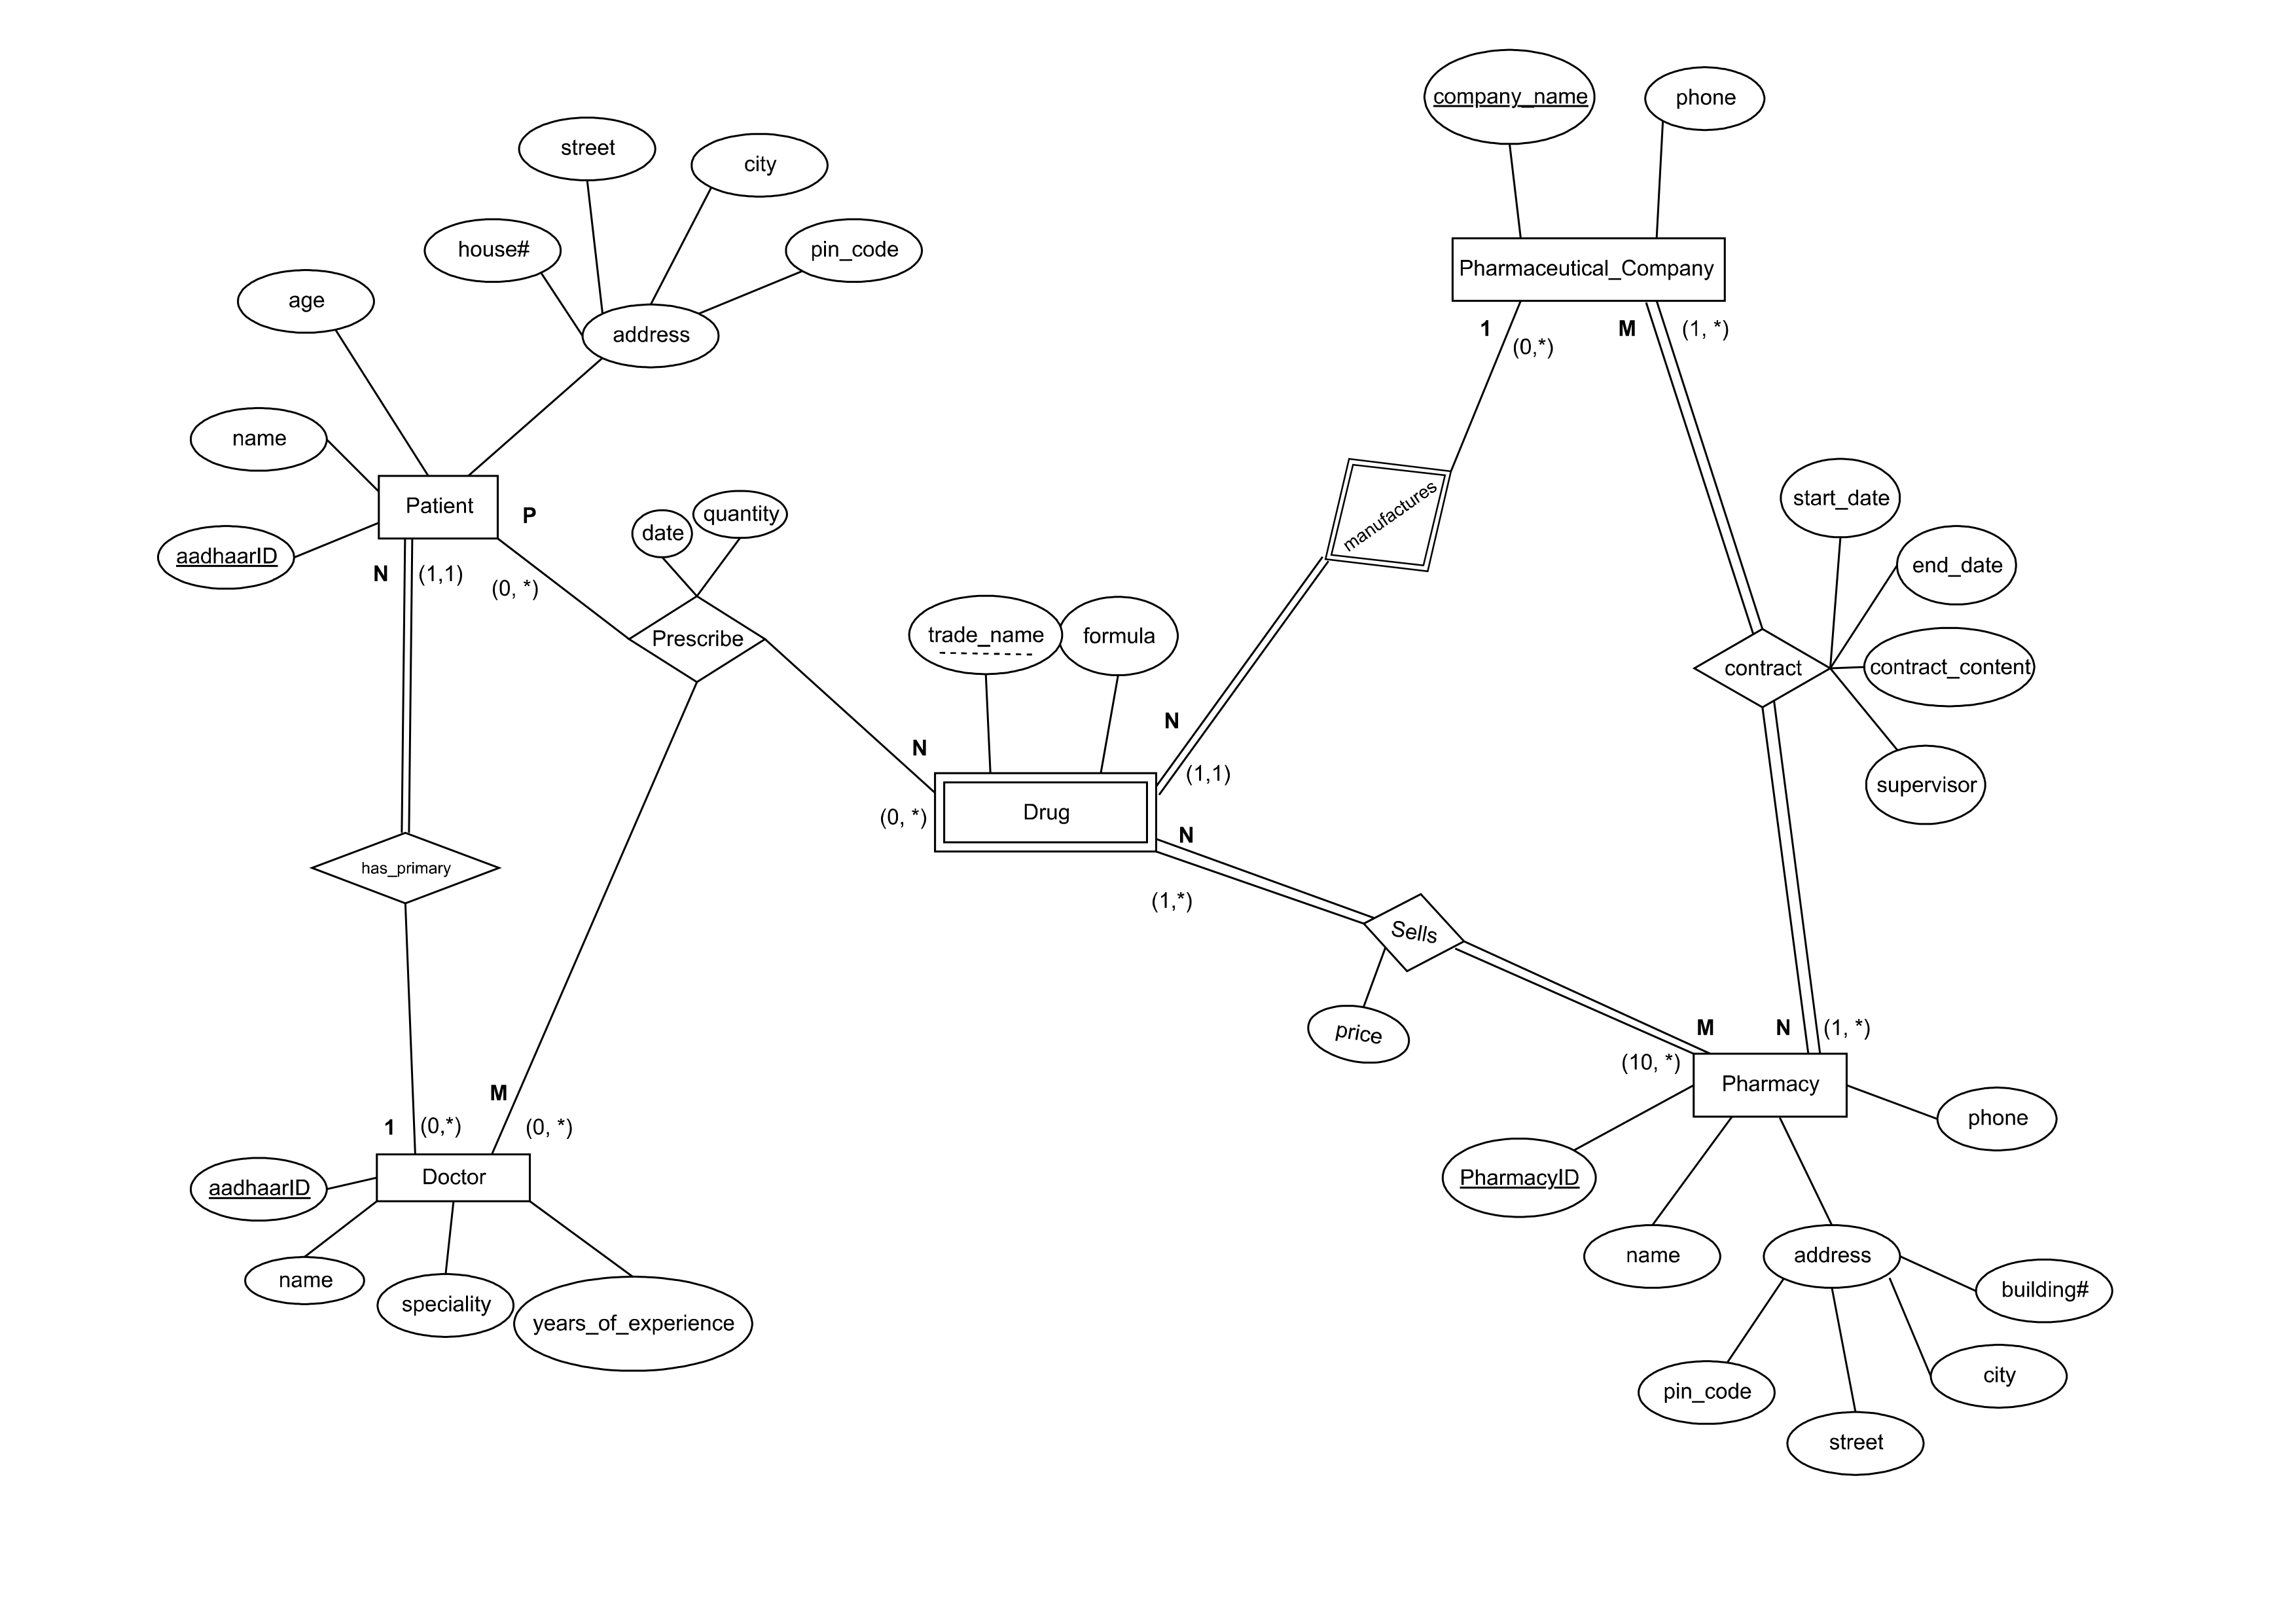 company_name
phone
street
city
house#
pin_code
age
address
Pharmaceutical_Company
1
(0,*)
M
(1, *)
name
Patient
P
date
quantity
manufactures
start_date
aadhaarID
N
(1,1)
(0, *)
end_date
Prescribe
trade_name
formula
contract
contract_content
N
N
(0, *)
(1,1)
supervisor
Drug
N
has_primary
(1,*)
Sells
price
M
N
(1, *)
(10, *)
Pharmacy
M
1
(0,*)
(0, *)
phone
aadhaarID
Doctor
PharmacyID
name
speciality
years_of_experience
name
address
building#
pin_code
city
street